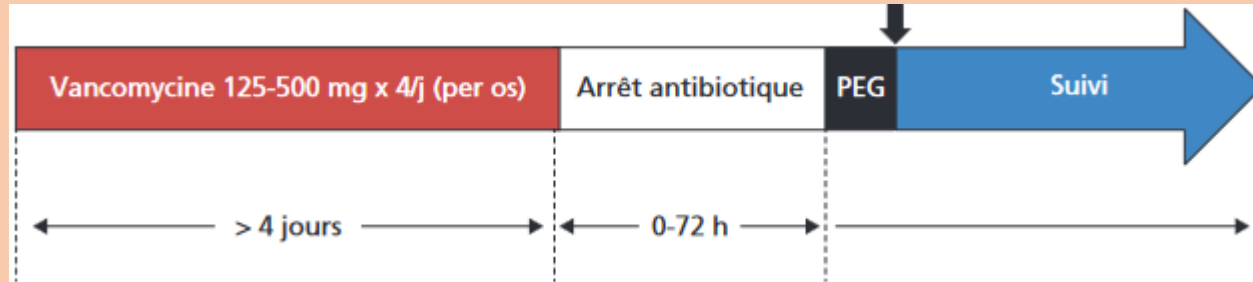 Vancomycine 125-500 mg x 4/j (per os) Arrêt antibiotique PEG Suivi
> 4 jours 0-72 h